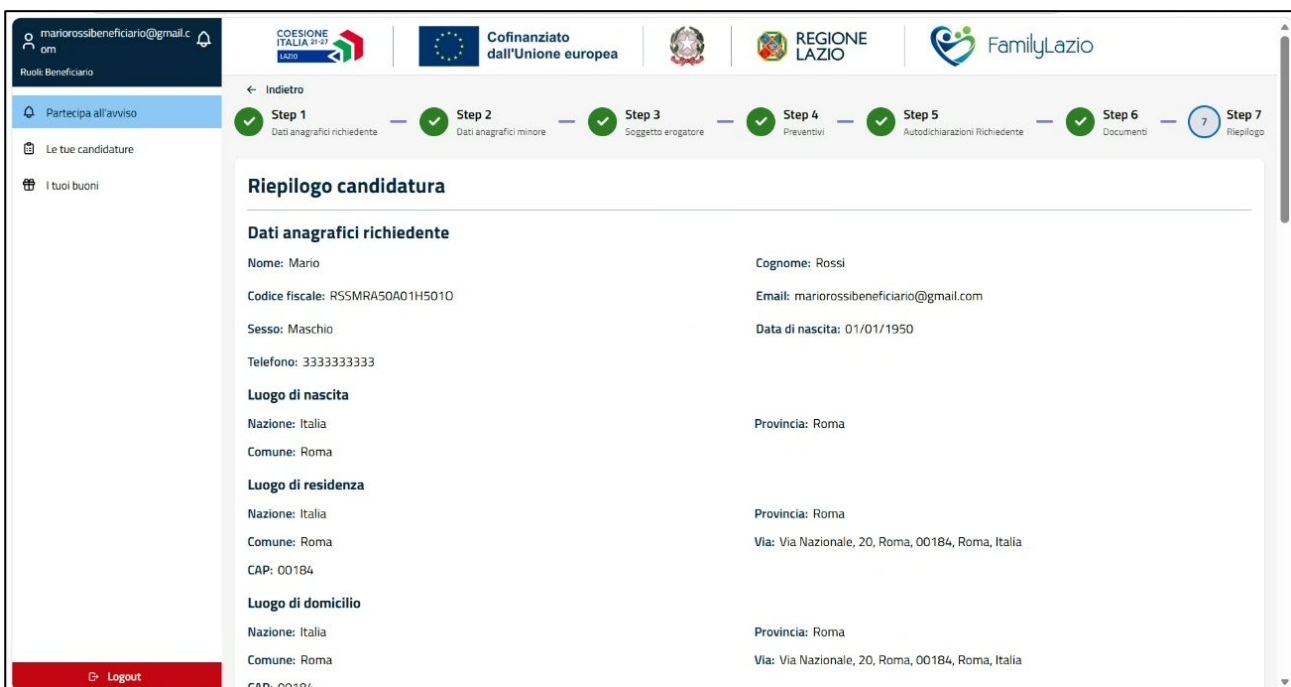 mariorossibeneficiario@gmail.c
om
Ruoli: Beneficiario
Partecipa all'avviso
Le tue candidature
I tuoi buoni
Logout
COESIONE
ITALIA 21-27
LAZIO
Cofinanziato
dall'Unione europea
REGIONE
LAZIO
FamilyLazio
← Indietro
Step 1
Dati anagrafici richiedente
Step 2
Dati anagrafici minore
Step 3
Soggetto erogatore
Step 4
Preventivi
Step 5
Autodichiarazioni Richiedente
Step 6
Documenti
7
Step 7
Riepilogo
Riepilogo candidatura
Dati anagrafici richiedente
Nome: Mario
Cognome: Rossi
Codice fiscale: RSSMRA50A01H501O
Email: mariorossibeneficiario@gmail.com
Sesso: Maschio
Data di nascita: 01/01/1950
Telefono: 3333333333
Luogo di nascita
Nazione: Italia
Provincia: Roma
Comune: Roma
Luogo di residenza
Nazione: Italia
Provincia: Roma
Comune: Roma
Via: Via Nazionale, 20, Roma, 00184, Roma, Italia
CAP: 00184
Luogo di domicilio
Nazione: Italia
Provincia: Roma
Comune: Roma
Via: Via Nazionale, 20, Roma, 00184, Roma, Italia
CAP: 00184